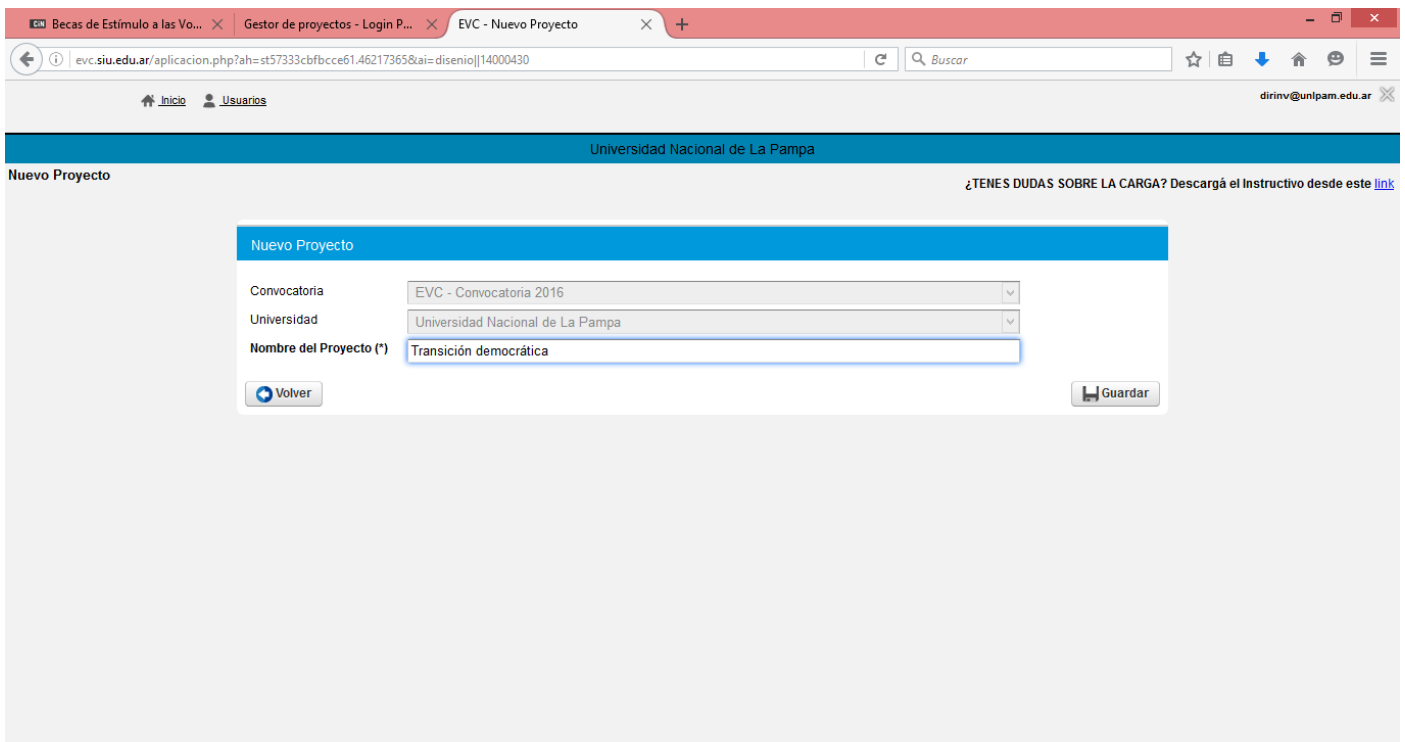 CIN Becas de Estímulo a las Vo...
Gestor de proyectos - Login P...
EVC - Nuevo Proyecto
evc.siu.edu.ar/aplicacion.php?ah=st57333cbfbcce61.46217365&ai=disenio||14000430
Buscar
Inicio Usuarios
dirinv@unlpam.edu.ar
Universidad Nacional de La Pampa
Nuevo Proyecto
¿TENES DUDAS SOBRE LA CARGA? Descargá el Instructivo desde este link
Nuevo Proyecto
Convocatoria EVC - Convocatoria 2016
Universidad Universidad Nacional de La Pampa
Nombre del Proyecto (*) Transición democrática
Volver Guardar